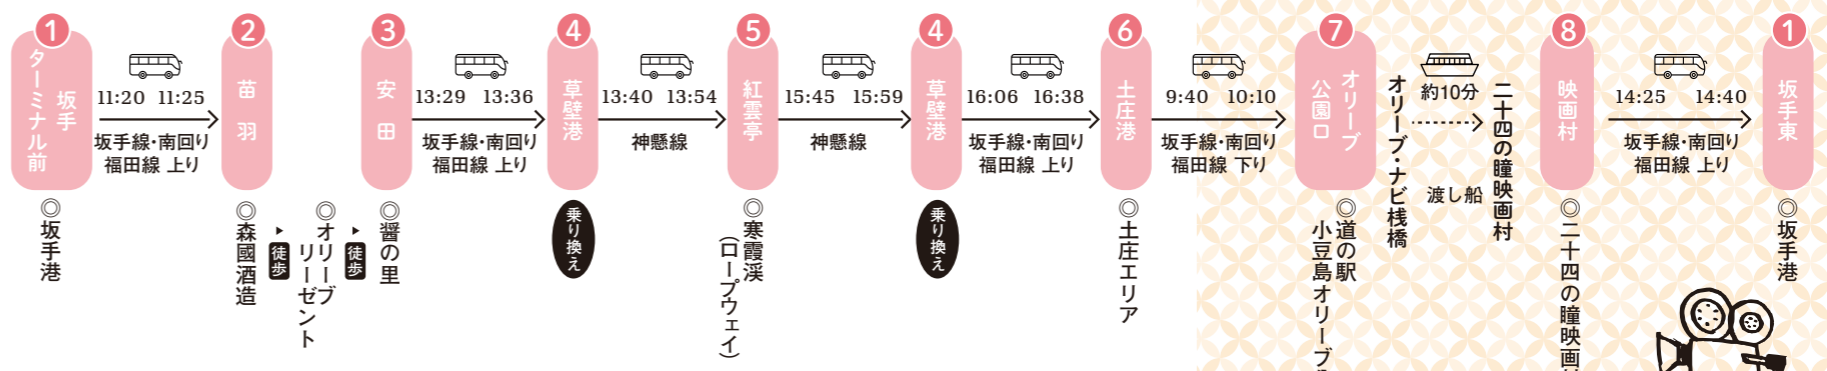 1
坂手
ターミナル前
◎坂手港
11:20 11:25
坂手線・南回り
福田線 上り
2
苗羽
◎森國酒造
▶徒歩
◎オリーブ
リーゼント
▶徒歩
3
安田
◎醤の里
13:29 13:36
坂手線・南回り
福田線 上り
4
草壁港
乗り換え
13:40 13:54
神懸線
5
紅雲亭
◎寒霞渓
(ロープウェイ)
15:45 15:59
神懸線
4
草壁港
乗り換え
16:06 16:38
坂手線・南回り
福田線 上り
6
土庄港
◎土庄エリア
9:40 10:10
坂手線・南回り
福田線 下り
7
オリーブ
公園口
◎道の駅
小豆島オリーブ
オリーブ・ナビ桟橋
約10分
渡し船
二十四の瞳映画村
8
映画村
◎二十四の瞳映画
14:25 14:40
坂手線・南回り
福田線 上り
1
坂手東
◎坂手港